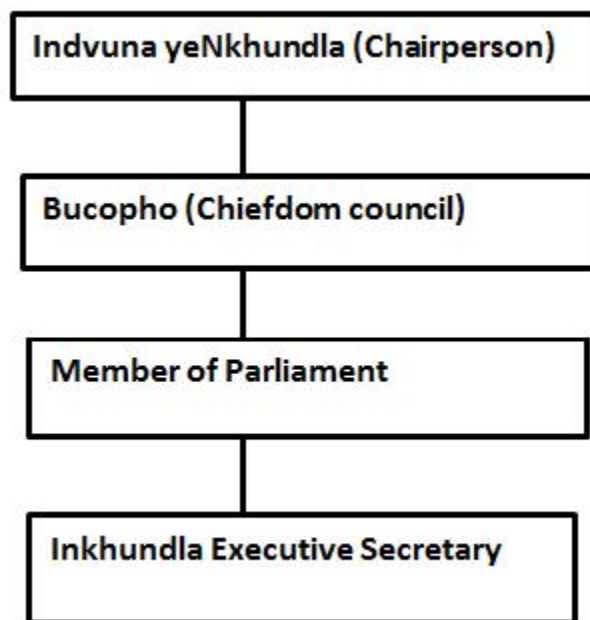 Indvuna yeNkhundla (Chairperson)
Bucopho (Chiefdom council)
Member of Parliament
Inkhundla Executive Secretary